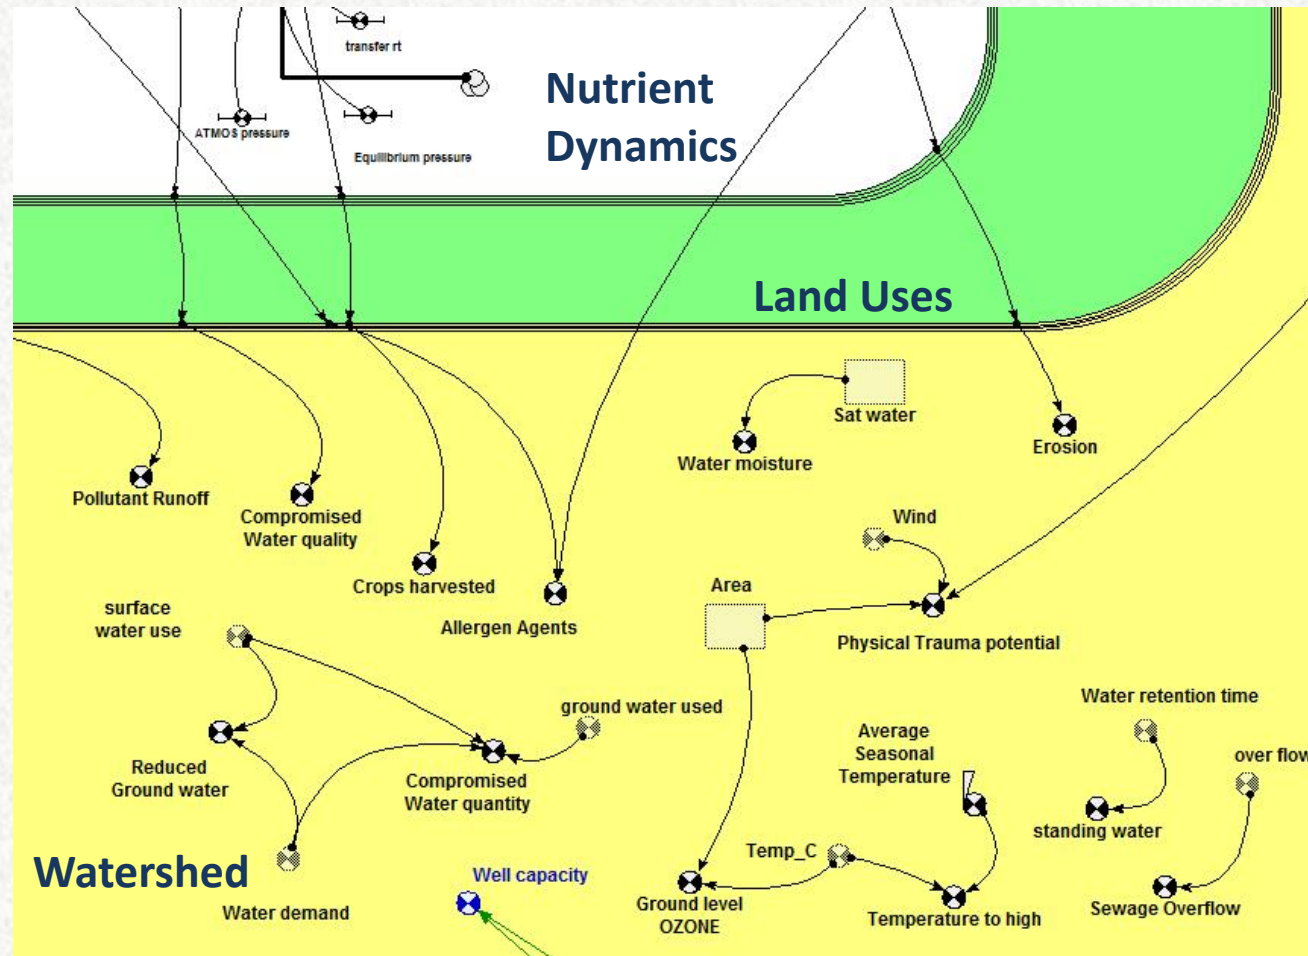 transfer rt
Nutrient
Dynamics
ATMOS pressure
Equilibrium pressure
Land Uses
Sat water
Water moisture
Erosion
Pollutant Runoff
Compromised
Water quality
Wind
Crops harvested
Area
surface
water use
Allergen Agents
Physical Trauma potential
ground water used
Water retention time
Average
Seasonal
Temperature
Reduced
Ground water
Compromised
Water quantity
over flow
standing water
Temp_C
Watershed
Well capacity
Water demand
Ground level
OZONE
Temperature to high
Sewage Overflow